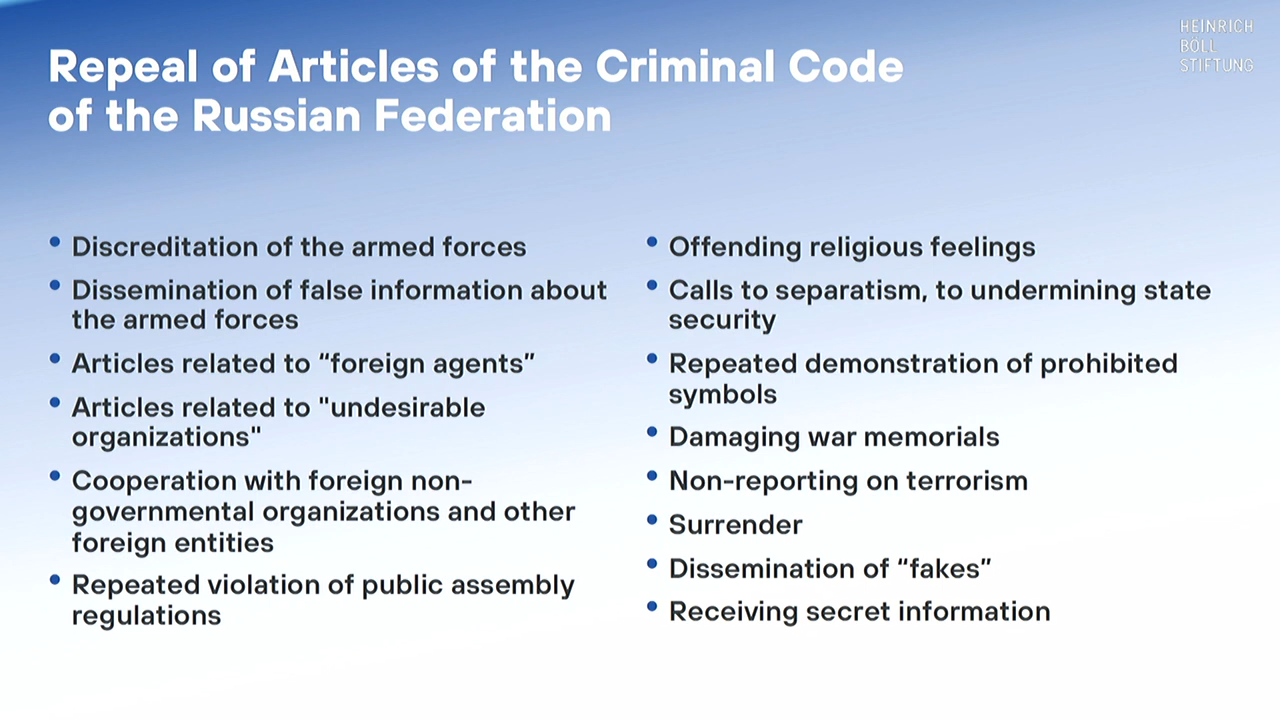 HEINRICH
BÖLL
STIFTUNG
Repeal of Articles of the Criminal Code
of the Russian Federation
• Discreditation of the armed forces
• Dissemination of false information about
the armed forces
• Articles related to “foreign agents”
• Articles related to "undesirable
organizations"
• Cooperation with foreign non-
governmental organizations and other
foreign entities
• Repeated violation of public assembly
regulations
• Offending religious feelings
• Calls to separatism, to undermining state
security
• Repeated demonstration of prohibited
symbols
• Damaging war memorials
• Non-reporting on terrorism
• Surrender
• Dissemination of “fakes”
• Receiving secret information